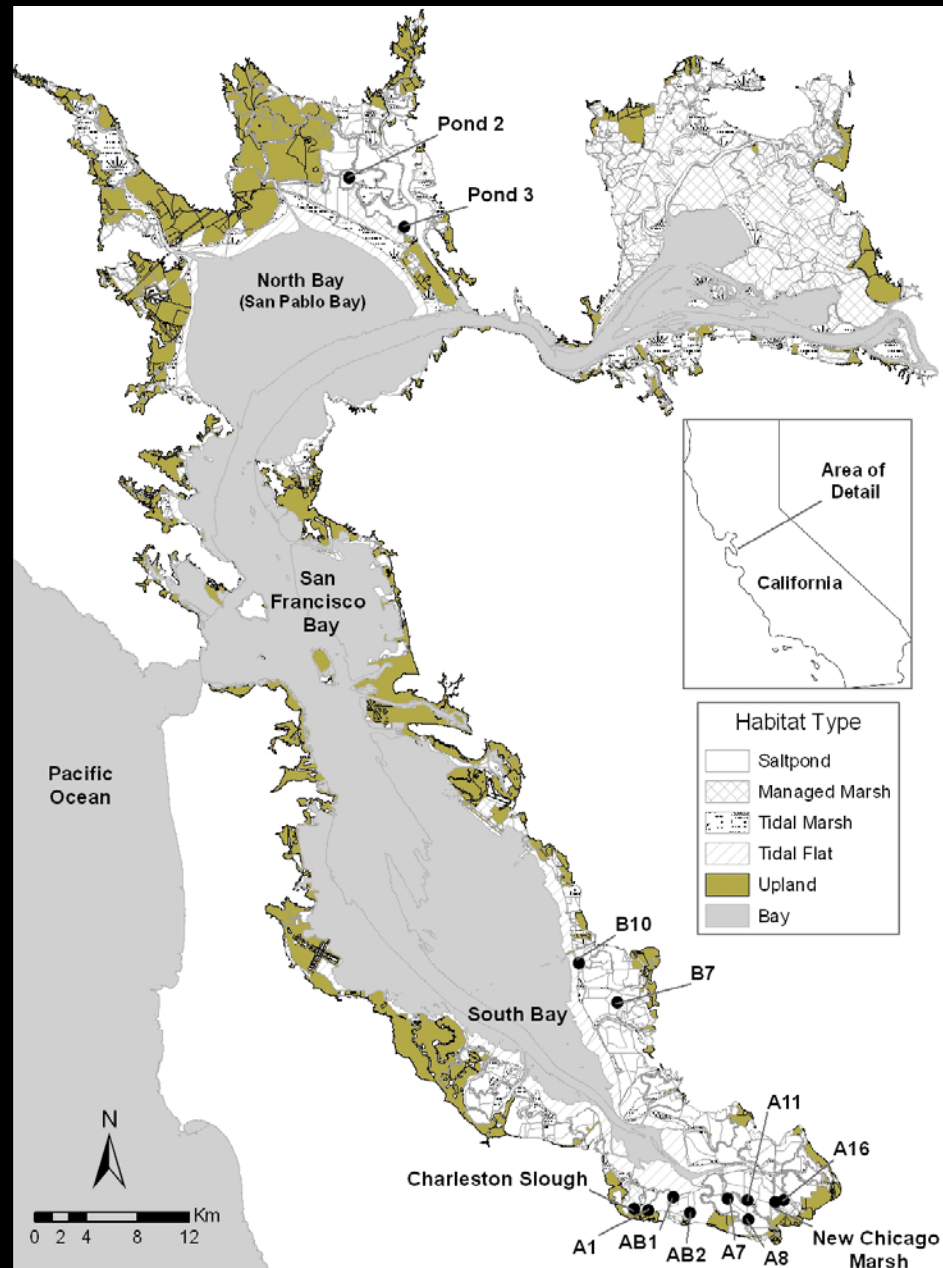 Pond 2
Pond 3
North Bay
(San Pablo Bay)
Area of
Detail
California
San
Francisco
Bay
Habitat Type
Saltpond
Managed Marsh
Tidal Marsh
Tidal Flat
Upland
Bay
Pacific
Ocean
B10
B7
South Bay
A11
A16
N
Charleston Slough
Km
0 2 4 8 12
A1
AB1
AB2
A7
A8
New Chicago
Marsh